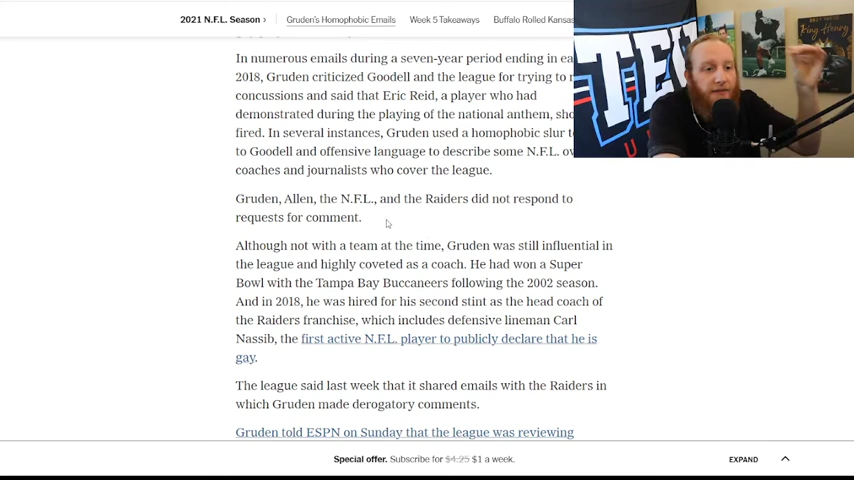 2021 N.F.L. Season › Gruden's Homophobic Emails Week 5 Takeaways Buffalo Rolled Kansas
In numerous emails during a seven-year period ending in
2018, Gruden criticized Goodell and the league for trying to
concussions and said that Eric Reid, a player who had
demonstrated during the playing of the national anthem,
fired. In several instances, Gruden used a homophobic slur
to Goodell and offensive language to describe some N.F.L.
coaches and journalists who cover the league.
Gruden, Allen, the N.F.L., and the Raiders did not respond to
requests for comment.
Although not with a team at the time, Gruden was still influential in
the league and highly coveted as a coach. He had won a Super
Bowl with the Tampa Bay Buccaneers following the 2002 season.
And in 2018, he was hired for his second stint as the head coach of
the Raiders franchise, which includes defensive lineman Carl
Nassib, the first active N.F.L. player to publicly declare that he is
gay.
The league said last week that it shared emails with the Raiders in
which Gruden made derogatory comments.
Gruden told ESPN on Sunday that the league was reviewing
Special offer. Subscribe for $4.25 $1 a week.
EXPAND
King Henry